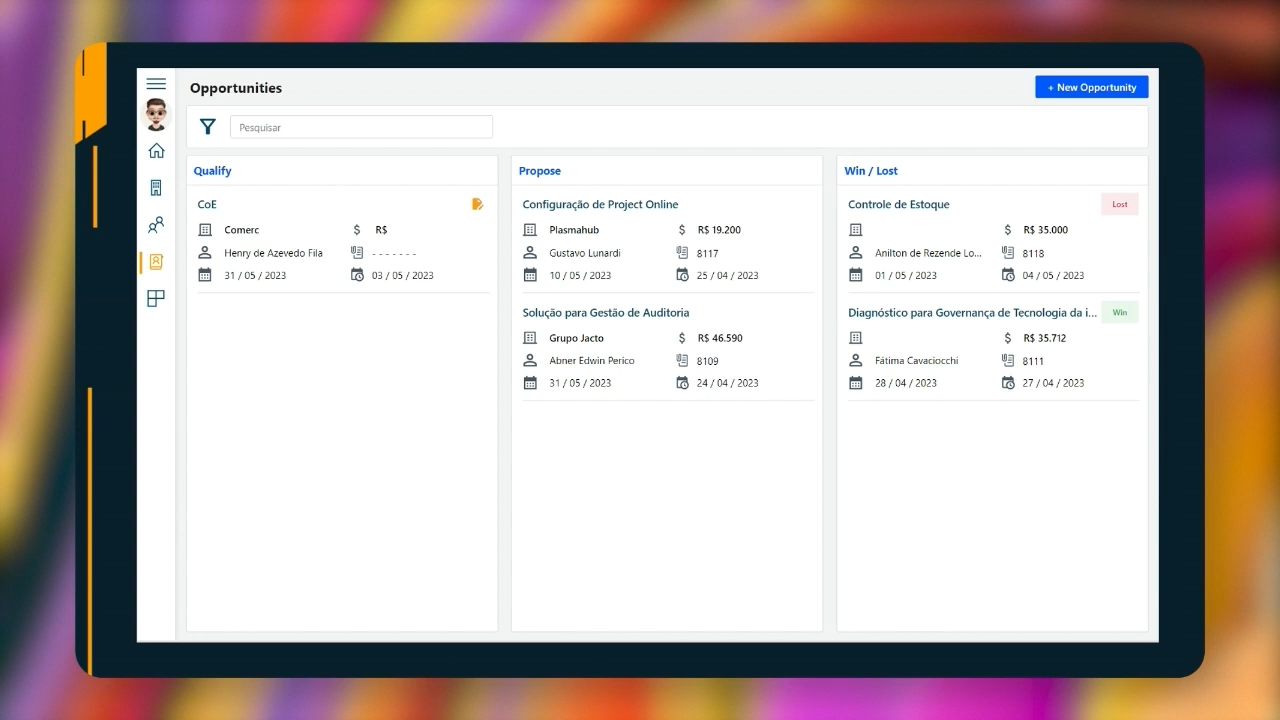 Opportunities
+ New Opportunity
Pesquisar
Qualify
CoE
Comerc
R$
Henry de Azevedo Fila
- - - - - - -
31 / 05 / 2023
03 / 05 / 2023
Propose
Configuração de Project Online
Plasmahub
$ R$ 19.200
Gustavo Lunardi
8117
10 / 05 / 2023
25 / 04 / 2023
Solução para Gestão de Auditoria
Grupo Jacto
$ R$ 46.590
Abner Edwin Perico
8109
31 / 05 / 2023
24 / 04 / 2023
Win / Lost
Controle de Estoque
Lost
$ R$ 35.000
Anilton de Rezende Lo...
8118
01 / 05 / 2023
04 / 05 / 2023
Diagnóstico para Governança de Tecnologia da i...
Win
$ R$ 35.712
Fátima Cavaciocchi
8111
28 / 04 / 2023
27 / 04 / 2023